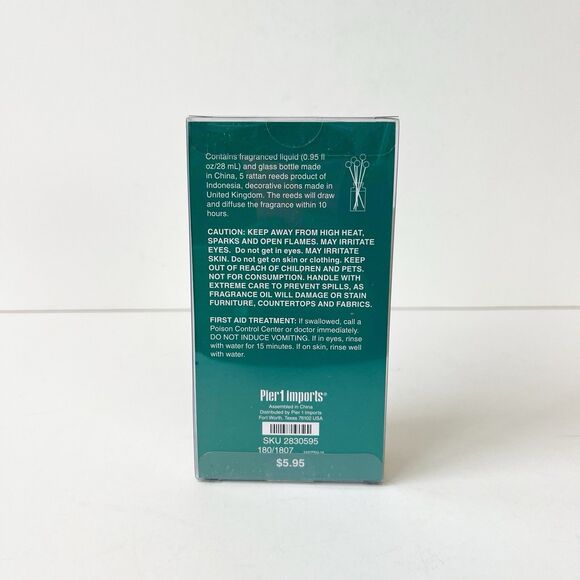 Contains fragranced liquid (0.95 fl
oz/28 mL) and glass bottle made
in China, 5 rattan reeds product of
Indonesia, decorative icons made in
United Kingdom. The reeds will draw
and diffuse the fragrance within 10
hours.
CAUTION: KEEP AWAY FROM HIGH HEAT,
SPARKS AND OPEN FLAMES. MAY IRRITATE
EYES. Do not get in eyes. MAY IRRITATE
SKIN. Do not get on skin or clothing. KEEP
OUT OF REACH OF CHILDREN AND PETS.
NOT FOR CONSUMPTION. HANDLE WITH
EXTREME CARE TO PREVENT SPILLS, AS
FRAGRANCE OIL WILL DAMAGE OR STAIN
FURNITURE, COUNTERTOPS AND FABRICS.
FIRST AID TREATMENT: If swallowed, call a
Poison Control Center or doctor immediately.
DO NOT INDUCE VOMITING. If in eyes, rinse
with water for 15 minutes. If on skin, rinse well
with water.
Pier 1 imports®
Assembled in China
Distributed by Pier 1 Imports
Fort Worth, Texas 76102 USA
SKU 2830595
180/1807
$5.95